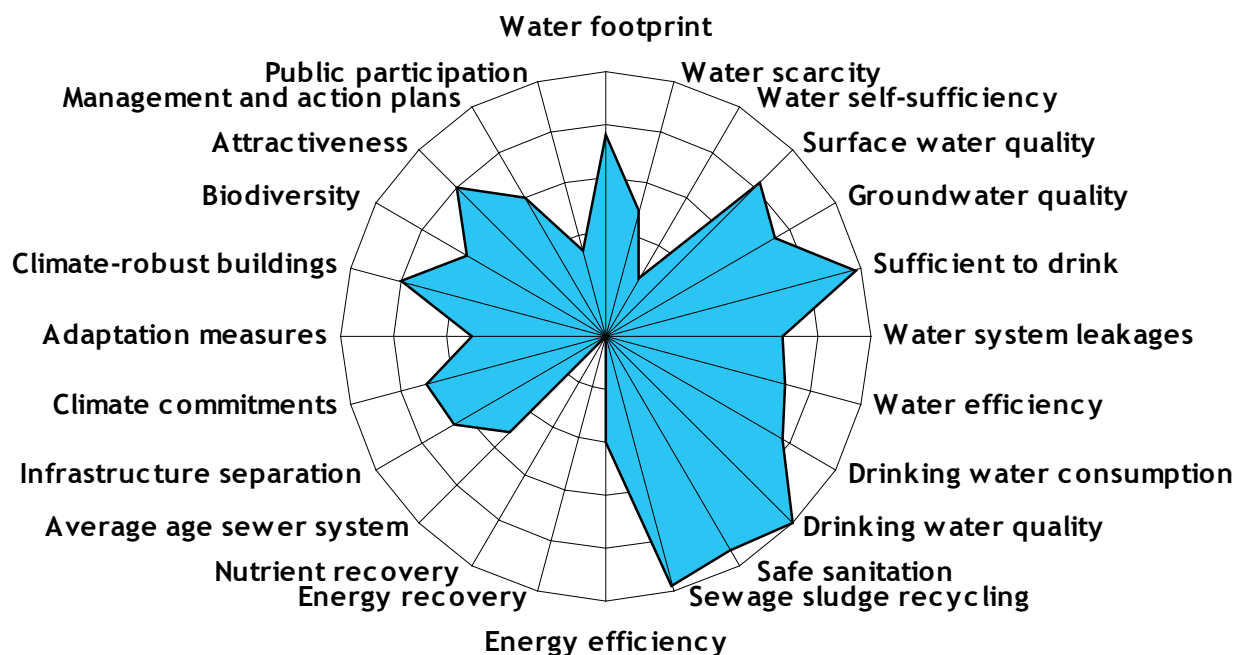 Water footprint
Public participation
Water scarcity
Management and action plans
Water self-sufficiency
Attractiveness
Surface water quality
Biodiversity
Groundwater quality
Climate-robust buildings
Sufficient to drink
Adaptation measures
Water system leakages
Climate commitments
Water efficiency
Infrastructure separation
Drinking water consumption
Average age sewer system
Drinking water quality
Nutrient recovery
Safe sanitation
Energy recovery
Sewage sludge recycling
Energy efficiency